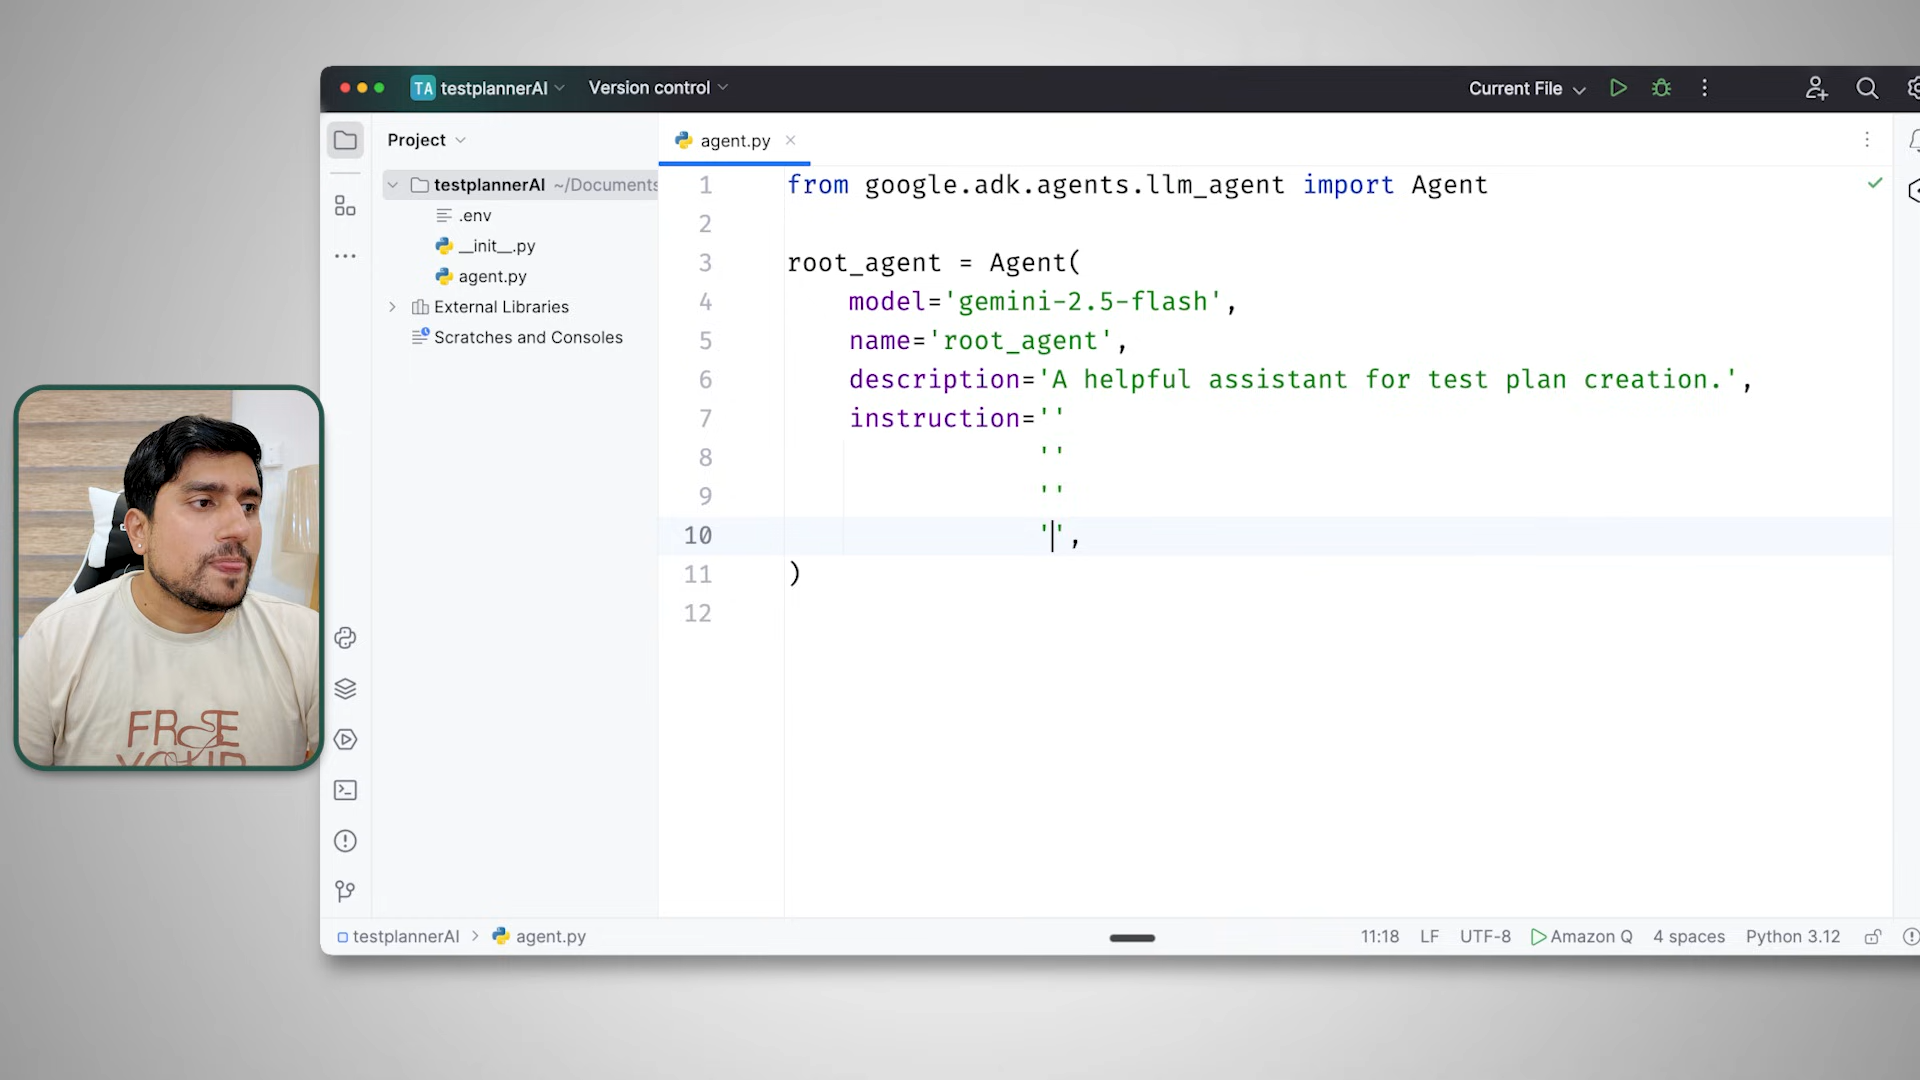 TA testplannerAI
Version control
Current File
Project
testplannerAI ~/Documents
.env
__init__.py
agent.py
External Libraries
Scratches and Consoles
agent.py
1 from google.adk.agents.llm_agent import Agent
2
3 root_agent = Agent(
4 model='gemini-2.5-flash',
5 name='root_agent',
6 description='A helpful assistant for test plan creation.',
7 instruction=''
8 ''
9 ''
10 '',
11 )
12
FROSE
YOUR
testplannerAI > agent.py
11:18 LF UTF-8 Amazon Q 4 spaces Python 3.12